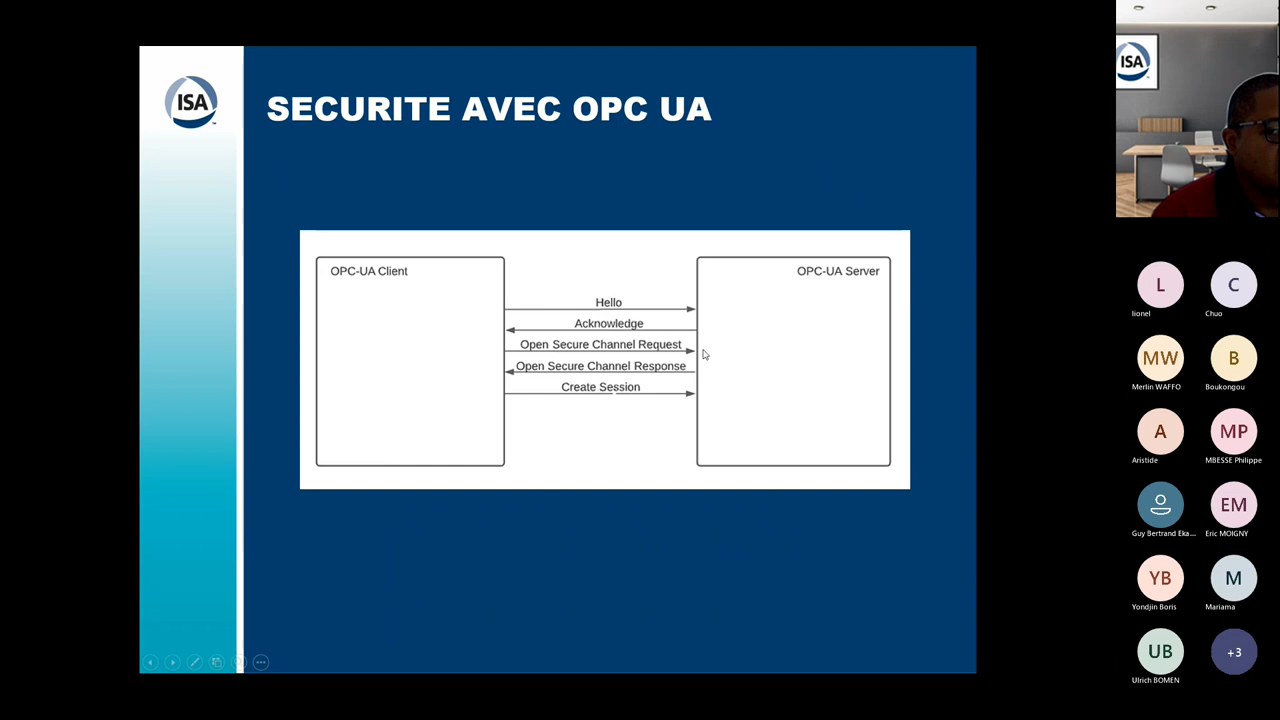 ISA
SECURITE AVEC OPC UA
OPC-UA Client
OPC-UA Server
Hello
Acknowledge
Open Secure Channel Request
Open Secure Channel Response
Create Session
ISA
L
lionel
C
Chuo
MW
Merlin WAFFO
B
Boukongou
A
Aristide
MP
MBESSE Philippe
Guy Bertrand Eka...
EM
Eric MOIGNY
YB
Yondjin Boris
M
Mariama
UB
Ulrich BOMEN
+3